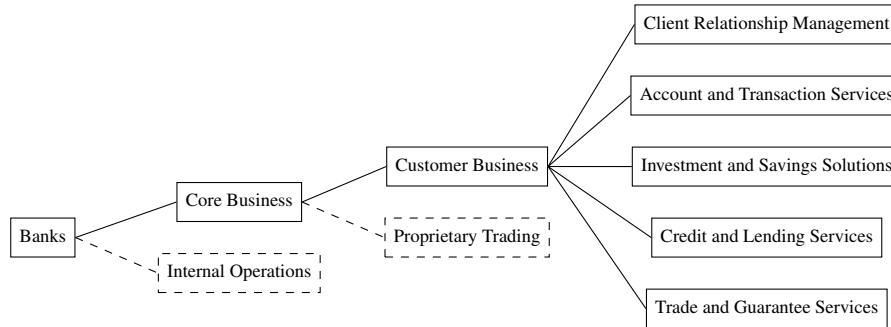 Banks
Core Business
Internal Operations
Customer Business
Proprietary Trading
Client Relationship Management
Account and Transaction Services
Investment and Savings Solutions
Credit and Lending Services
Trade and Guarantee Services